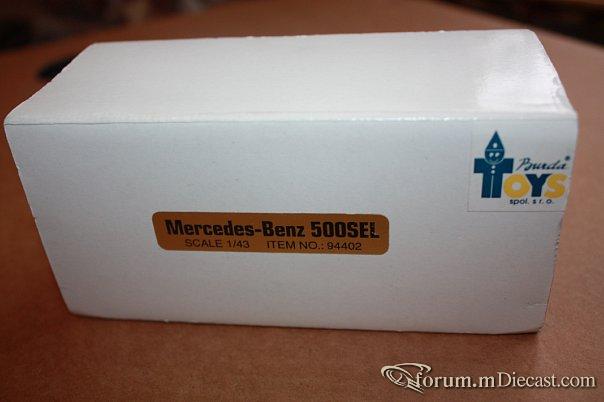 Burda®
TOYS
spol. s r. o.
Mercedes-Benz 500SEL
SCALE 1/43 ITEM NO.: 94402
forum.mDiecast.com